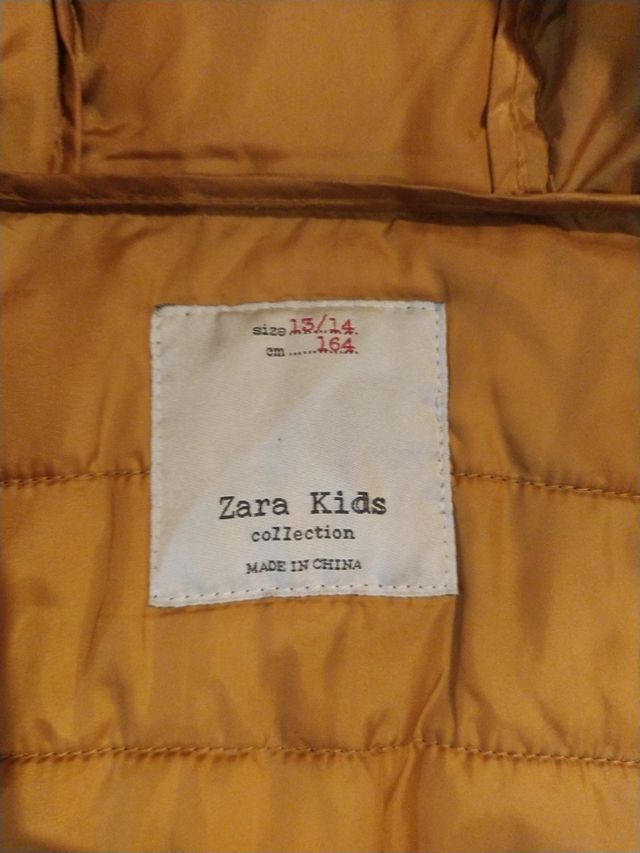 size 13/14
cm ...... 164
Zara Kids
collection
MADE IN CHINA